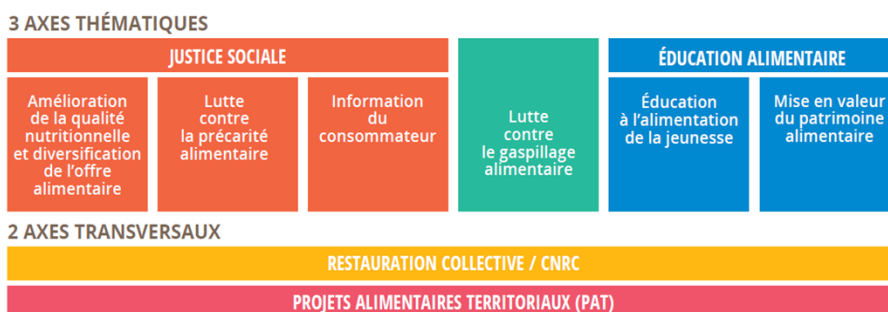 3 AXES THÉMATIQUES
JUSTICE SOCIALE
Amélioration
de la qualité
nutritionnelle
et diversification
de l'offre
alimentaire
Lutte
contre
la précarité
alimentaire
Information
du
consommateur
Lutte
contre
le gaspillage
alimentaire
ÉDUCATION ALIMENTAIRE
Éducation
à l'alimentation
de la jeunesse
Mise en valeur
du patrimoine
alimentaire
2 AXES TRANSVERSAUX
RESTAURATION COLLECTIVE / CNRC
PROJETS ALIMENTAIRES TERRITORIAUX (PAT)